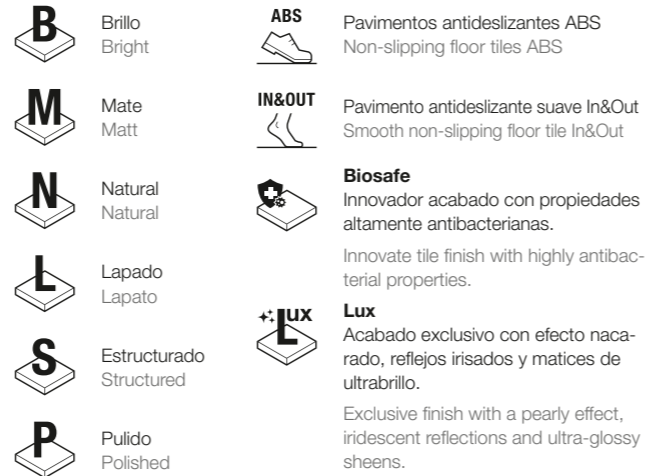 B
Brillo
Bright
M
Mate
Matt
N
Natural
Natural
L
Lapado
Lapato
S
Estructurado
Structured
P
Pulido
Polished
ABS
Pavimentos antideslizantes ABS
Non-slipping floor tiles ABS
IN&OUT
Pavimento antideslizante suave In&Out
Smooth non-slipping floor tile In&Out
Biosafe
Innovador acabado con propiedades
altamente antibacterianas.
Innovate tile finish with highly antibac-
terial properties.
Lux
Lux
Acabado exclusivo con efecto naca-
rado, reflejos irisados y matices de
ultrabrillo.
Exclusive finish with a pearly effect,
iridescent reflections and ultra-glossy
sheens.